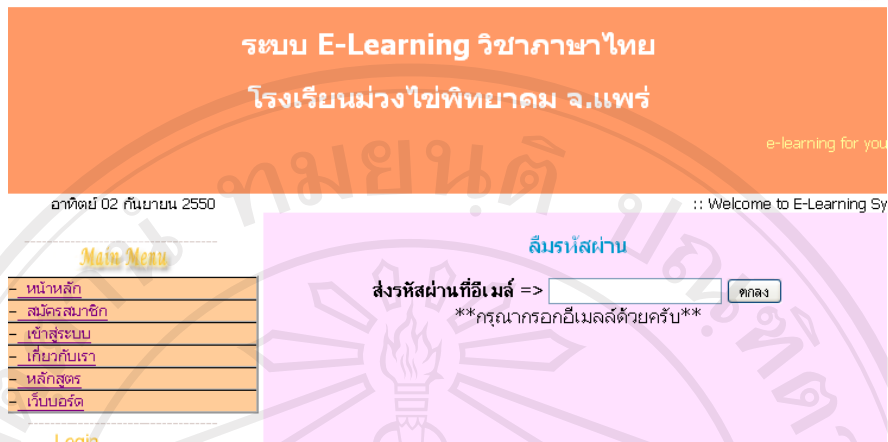 ระบบ E-Learning วิชาภาษาไทย
โรงเรียนม่วงไข่พิทยาคม จ.แพร่
e-learning for you
อาทิตย์ 02 กันยายน 2550
:: Welcome to E-Learning Sy
Main Menu
– หน้าหลัก
– สมัครสมาชิก
– เข้าสู่ระบบ
– เกี่ยวกับเรา
– หลักสูตร
– เว็บบอร์ด
Login
ลืมรหัสผ่าน
ส่งรหัสผ่านที่อีเมล์ => ตกลง
**กรุณากรอกอีเมลล์ด้วยครับ**